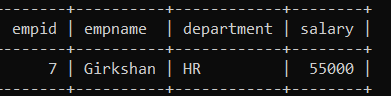 empid | empname | department | salary |
7 | Girkshan | HR | 55000 |